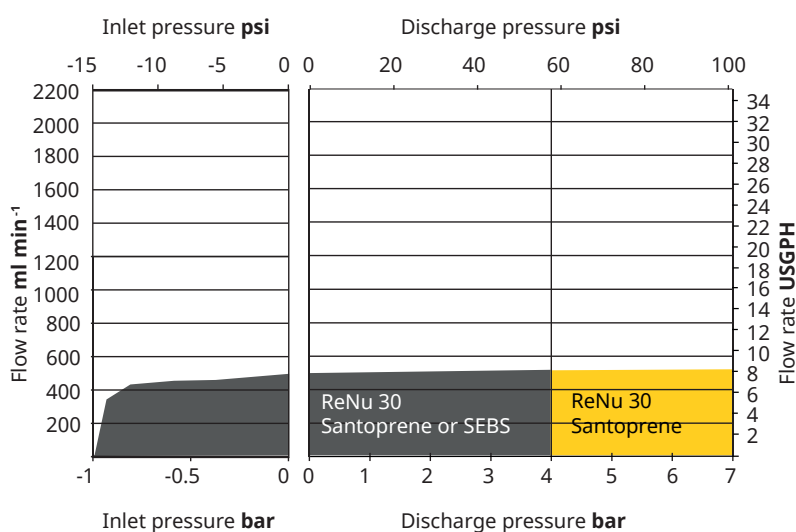 Inlet pressure psi Discharge pressure psi
-15 -10 -5 0 0 20 40 60 80 100
2200
2000
1800
1600
1400
1200
1000
800
600
400
200
Flow rate ml min⁻¹
34
32
30
28
26
24
22
20
18
16
14
12
10
8
6
4
2
Flow rate USGPH
ReNu 30
Santoprene or SEBS
ReNu 30
Santoprene
-1 -0.5 0 0 1 2 3 4 5 6 7
Inlet pressure bar Discharge pressure bar